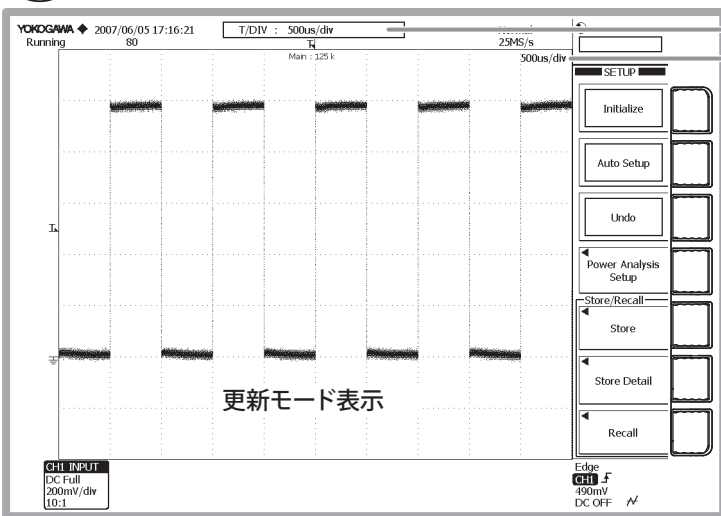 YOKOGAWA ◆ 2007/06/05 17:16:21
T/DIV : 500us/div
Running
80
25MS/s
Main : 125 k
500us/div
SETUP
Initialize
Auto Setup
Undo
Power Analysis
Setup
Store/Recall
Store
Store Detail
Recall
更新モード表示
CH1 INPUT
DC Full
200mV/div
10:1
Edge
CH1
490mV
DC OFF